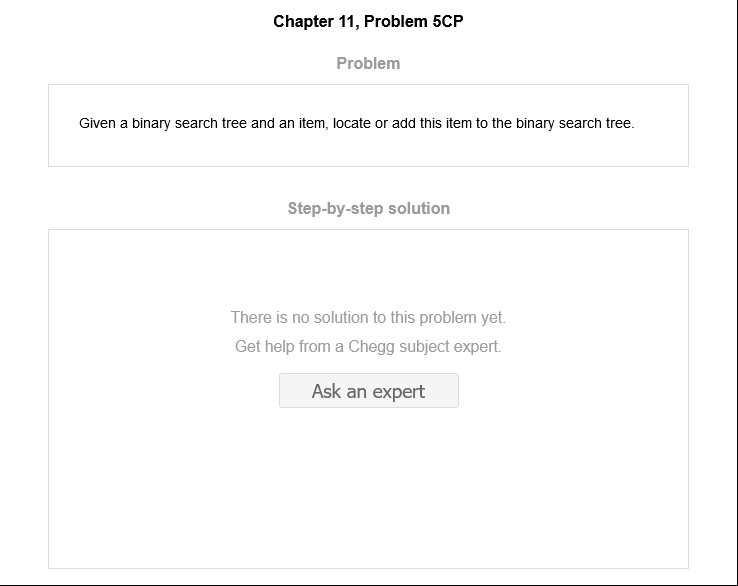 Chapter 11, Problem 5CP
Problem
Given a binary search tree and an item, locate or add this item to the binary search tree.
Step-by-step solution
There is no solution to this problem yet.
Get help from a Chegg subject expert.
Ask an expert